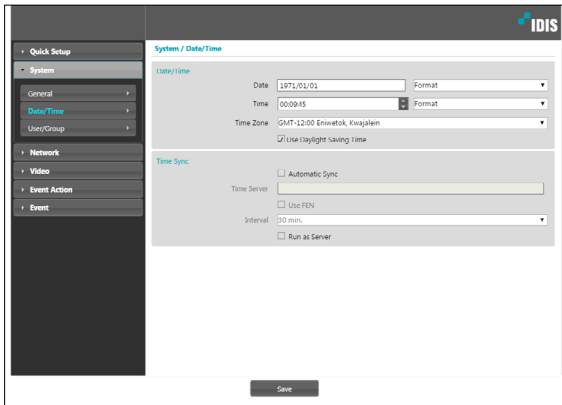 IDIS
Quick Setup
System
General
Date/Time
User/Group
Network
Video
Event Action
Event
System / Date/Time
Date/Time
Date 1971/01/01 Format
Time 00:09:45 Format
Time Zone GMT-12:00 Eniwetok, Kwajalein
Use Daylight Saving Time
Time Sync
Automatic Sync
Time Server
Use FEN
Interval 30 min.
Run as Server
Save